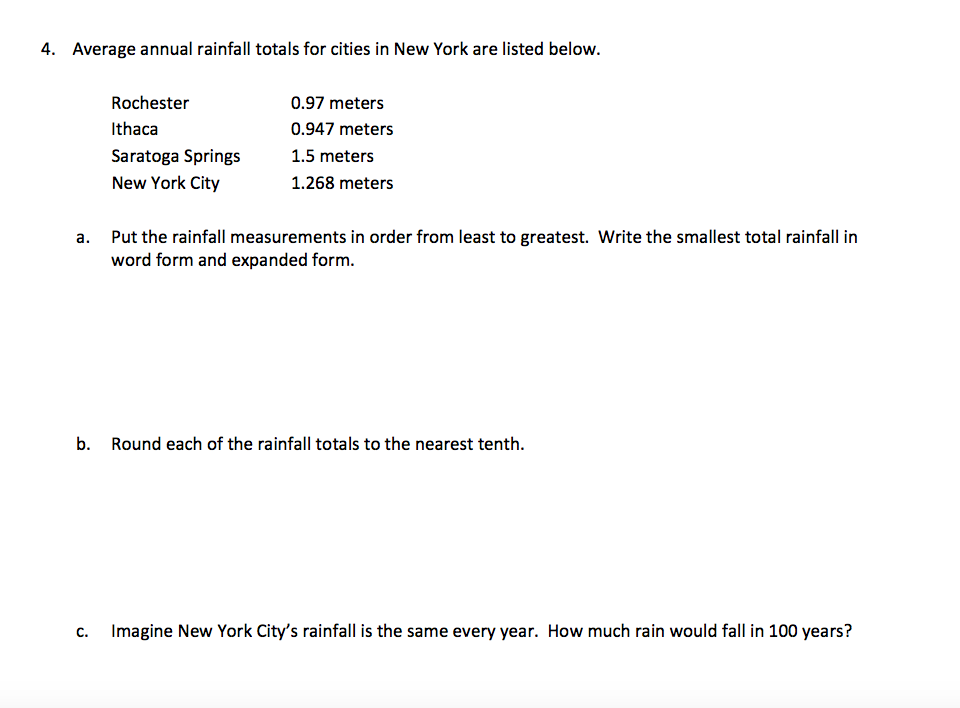 4. Average annual rainfall totals for cities in New York are listed below.
Rochester 0.97 meters
Ithaca 0.947 meters
Saratoga Springs 1.5 meters
New York City 1.268 meters
a. Put the rainfall measurements in order from least to greatest. Write the smallest total rainfall in
word form and expanded form.
b. Round each of the rainfall totals to the nearest tenth.
c. Imagine New York City’s rainfall is the same every year. How much rain would fall in 100 years?